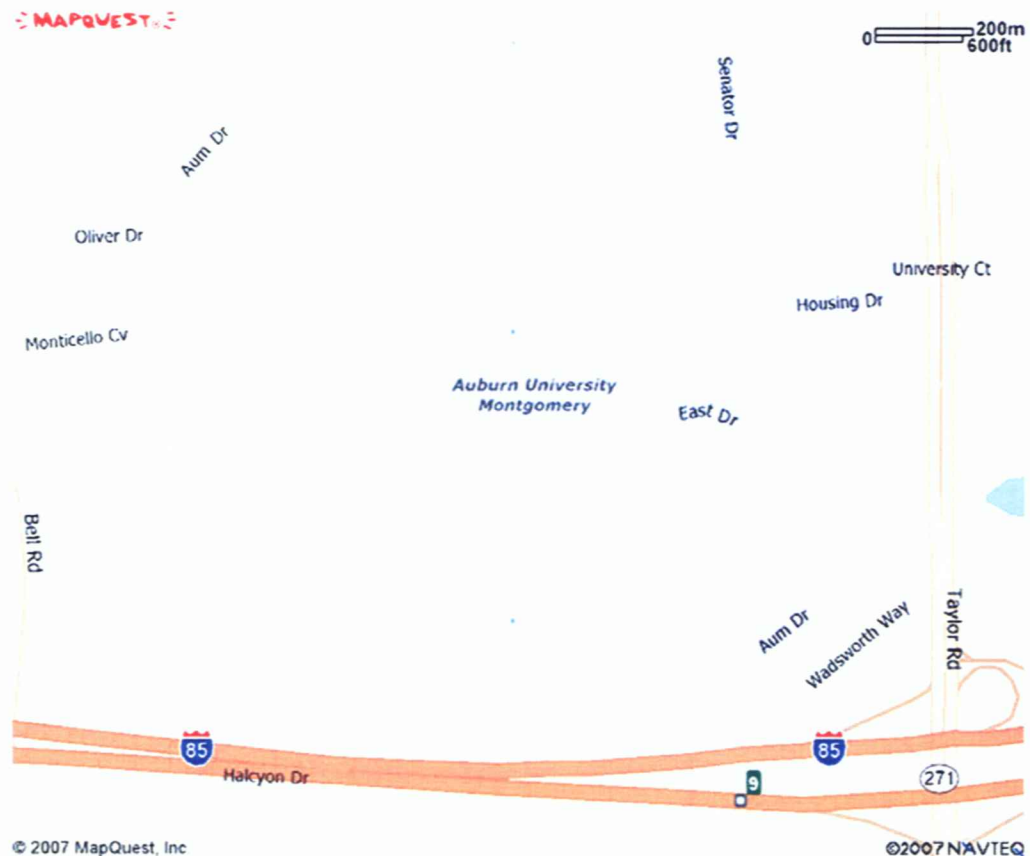 MAPQUEST
200m
0
600ft
Senator Dr
Aum Dr
Oliver Dr
University Ct
Housing Dr
Monticello Cv
Auburn University
Montgomery
East Dr
Bell Rd
Aum Dr
Wadsworth Way
Taylor Rd
85
85
Halcyon Dr
9
271
© 2007 MapQuest, Inc
©2007 NAVTEQ